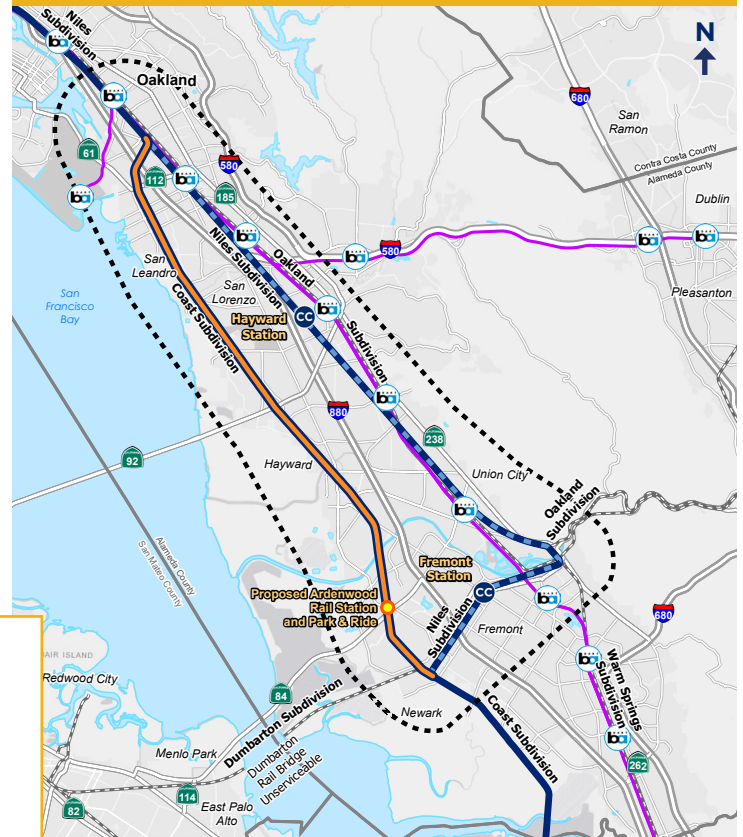 Niles
Subdivision
Oakland
N
680
San
Ramon
61
580
Contra Costa County
Alameda County
112
185
Dublin
ba
580
San
Leandro
Niles Subdivision
Oakland
Subdivision
San
Lorenzo
Pleasanton
San
Francisco
Bay
Coast Subdivision
Hayward
Station
CC
880
238
92
Hayward
Union City
Oakland
Subdivision
Alameda County
San Mateo County
Fremont
Station
CC
Proposed Ardenwood
Rail Station
and Park & Ride
Niles
Subdivision
Fremont
680
AIR ISLAND
Redwood City
84
Dumbarton Subdivision
Newark
Coast Subdivision
Warm Springs
Subdivision
Menlo Park
Dumbarton
Rail Bridge
Unserviceable
262
114
82
East Palo
Alto